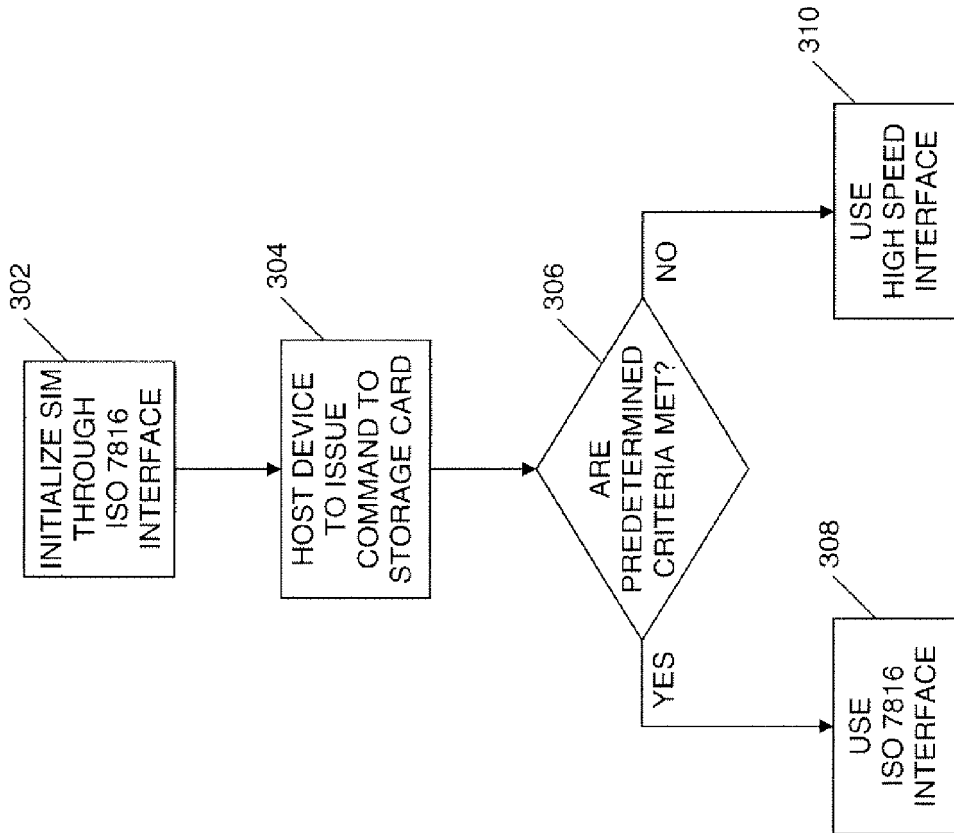 302
INITIALIZE SIM
THROUGH
ISO 7816
INTERFACE
304
HOST DEVICE
TO ISSUE
COMMAND TO
STORAGE CARD
306
ARE
PREDETERMINED
CRITERIA MET?
YES
NO
308
USE
ISO 7816
INTERFACE
310
USE
HIGH SPEED
INTERFACE